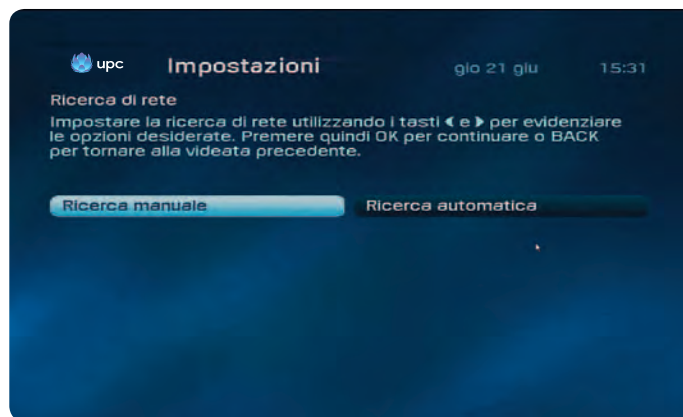 upc Impostazioni gio 21 giu 15:31
Ricerca di rete
Impostare la ricerca di rete utilizzando i tasti ◀ e ▶ per evidenziare
le opzioni desiderate. Premere quindi OK per continuare o BACK
per tornare alla videata precedente.
Ricerca manuale Ricerca automatica